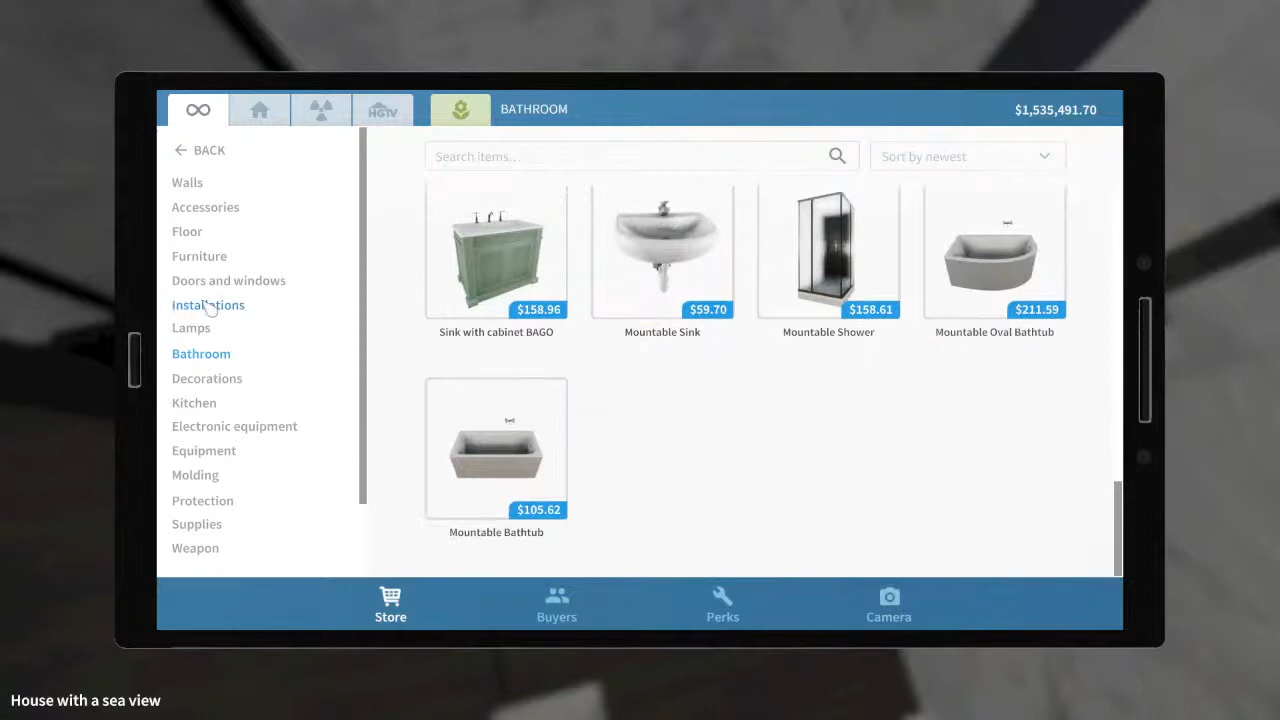 HGTV
BATHROOM
$1,535,491.70
BACK
Search items...
Sort by newest
Walls
Accessories
Floor
Furniture
Doors and windows
Installations
Lamps
Bathroom
Decorations
Kitchen
Electronic equipment
Equipment
Molding
Protection
Supplies
Weapon
$158.96
$59.70
$158.61
$211.59
Sink with cabinet BAGO
Mountable Sink
Mountable Shower
Mountable Oval Bathtub
$105.62
Mountable Bathtub
Store
Buyers
Perks
Camera
House with a sea view